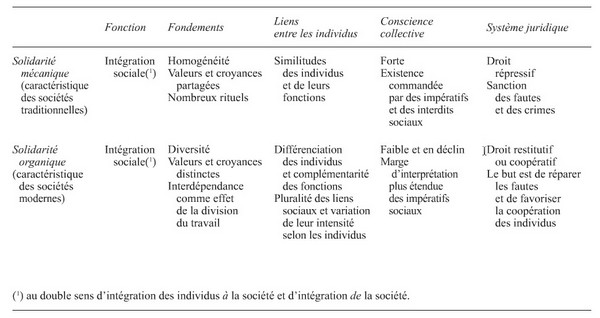 Fonction
Fondements
Liens
entre les individus
Conscience
collective
Système juridique
Solidarité
mécanique
(caractéristique
des sociétés
traditionnelles)
Intégration
sociale(¹)
Homogénéité
Valeurs et croyances
partagées
Nombreux rituels
Similitudes
des individus
et de leurs
fonctions
Forte
Existence
commandée
par des impératifs
et des interdits
sociaux
Droit
répressif
Sanction
des fautes
et des crimes
Solidarité
organique
(caractéristique
des sociétés
modernes)
Intégration
sociale(¹)
Diversité
Valeurs et croyances
distinctes
Interdépendance
comme effet
de la division
du travail
Différenciation
des individus
et complémentarité
des fonctions
Pluralité des liens
sociaux et variation
de leur intensité
selon les individus
Faible et en déclin
Marge
d'interprétation
plus étendue
des impératifs
sociaux
Droit restitutif
ou coopératif
Le but est de réparer
les fautes
et de favoriser
la coopération
des individus
(¹) au double sens d'intégration des individus à la société et d'intégration de la société.